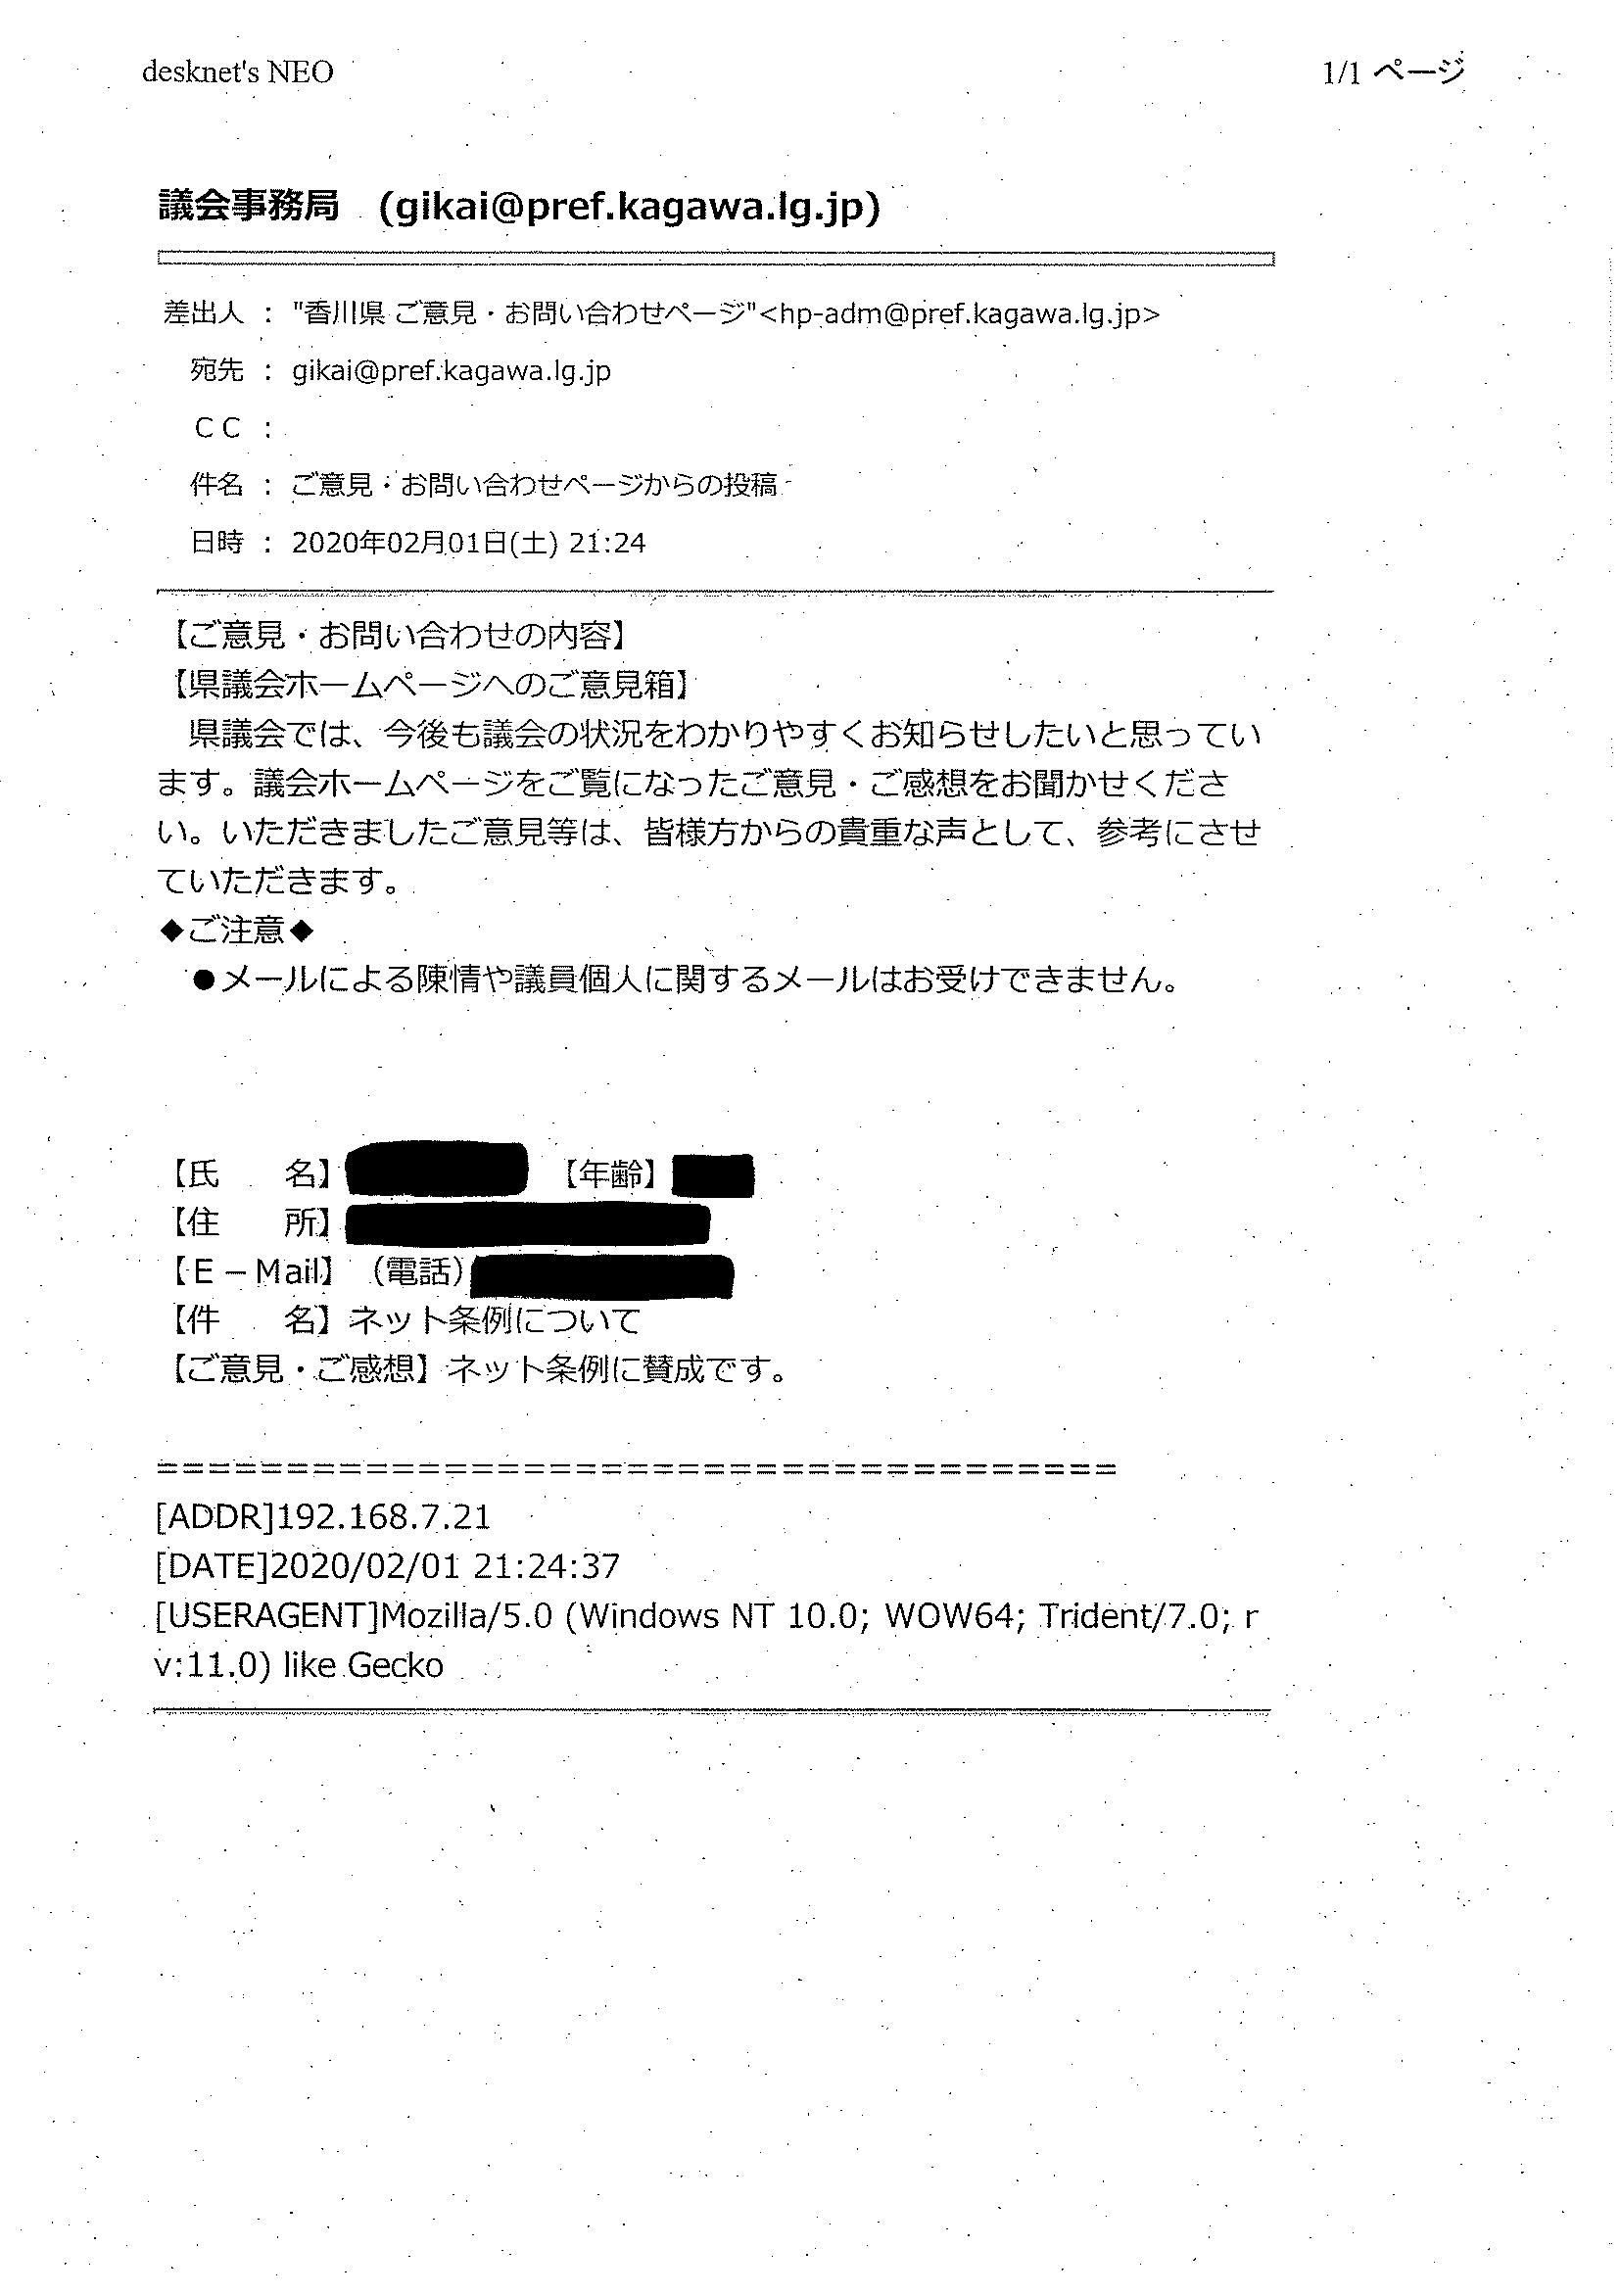 desknet's NEO 1/1 ページ
議会事務局 (gikai@pref.kagawa.lg.jp)
差出人 : "香川県 ご意見・お問い合わせページ"<hp-adm@pref.kagawa.lg.jp>
宛先 : gikai@pref.kagawa.lg.jp
ＣＣ :
件名 : ご意見・お問い合わせページからの投稿
日時 : 2020年02月01日(土) 21:24
【ご意見・お問い合わせの内容】
【県議会ホームページへのご意見箱】
　県議会では、今後も議会の状況をわかりやすくお知らせしたいと思ってい
ます。議会ホームページをご覧になったご意見・ご感想をお聞かせくださ
い。いただきましたご意見等は、皆様方からの貴重な声として、参考にさせ
ていただきます。
◆ご注意◆
　●メールによる陳情や議員個人に関するメールはお受けできません。
【氏　　名】　【年齢】
【住　　所】
【Ｅ－Mail】（電話）
【件　　名】ネット条例について
【ご意見・ご感想】ネット条例に賛成です。
=====================================
[ADDR]192.168.7.21
[DATE]2020/02/01 21:24:37
[USERAGENT]Mozilla/5.0 (Windows NT 10.0; WOW64; Trident/7.0; r
v:11.0) like Gecko